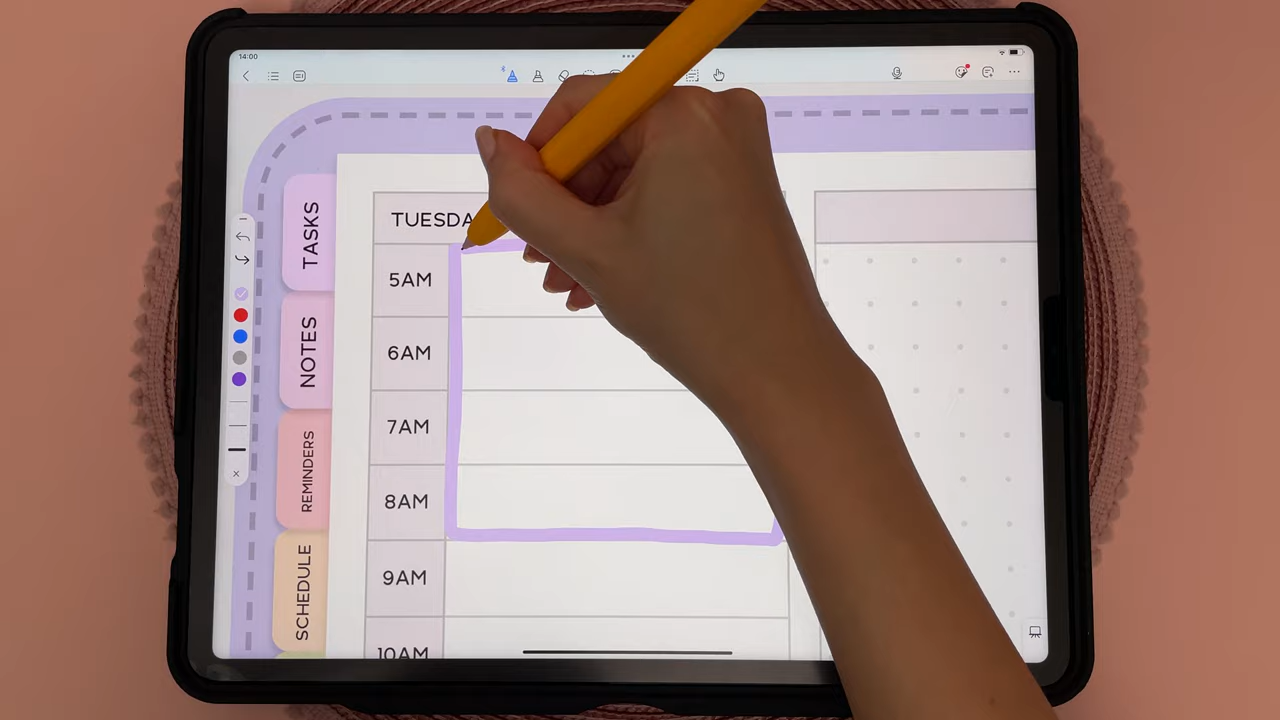 14:00
TASKS
NOTES
REMINDERS
SCHEDULE
TUESDA
5AM
6AM
7AM
8AM
9AM
10AM